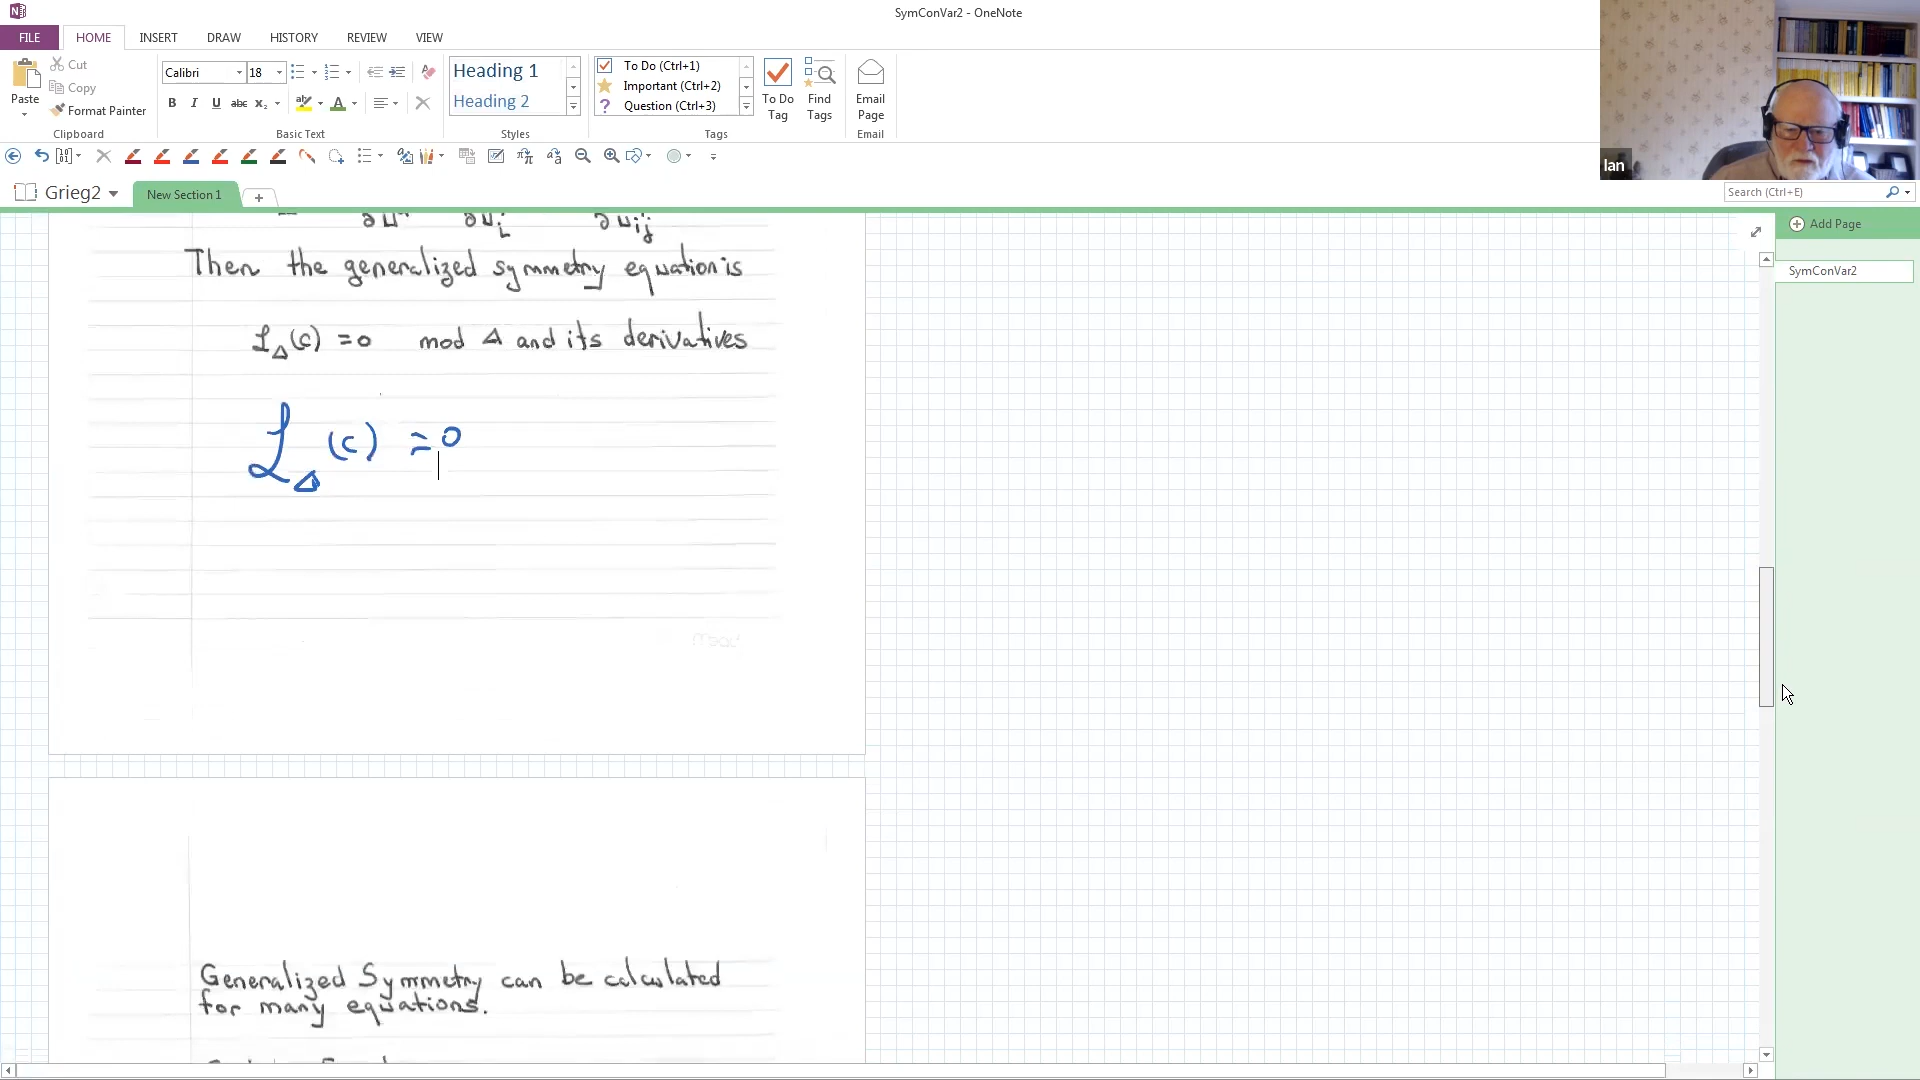 SymConVar2 - OneNote
FILE HOME INSERT DRAW HISTORY REVIEW VIEW
Paste
Cut
Copy
Format Painter
Clipboard
Calibri 18
B I U abc x₂ A
Basic Text
Heading 1
Heading 2
Styles
To Do (Ctrl+1)
Important (Ctrl+2)
? Question (Ctrl+3)
To Do Tag
Find Tags
Tags
Email Page
Email
Ian
Grieg2 New Section 1 +
Search (Ctrl+E)
Add Page
SymConVar2
∂uᵢⱼ
Then the generalized symmetry equation is
ℒ_Δ(c) = 0 mod Δ and its derivatives
ℒ_Δ (c) = 0
Generalized Symmetry can be calculated
for many equations.